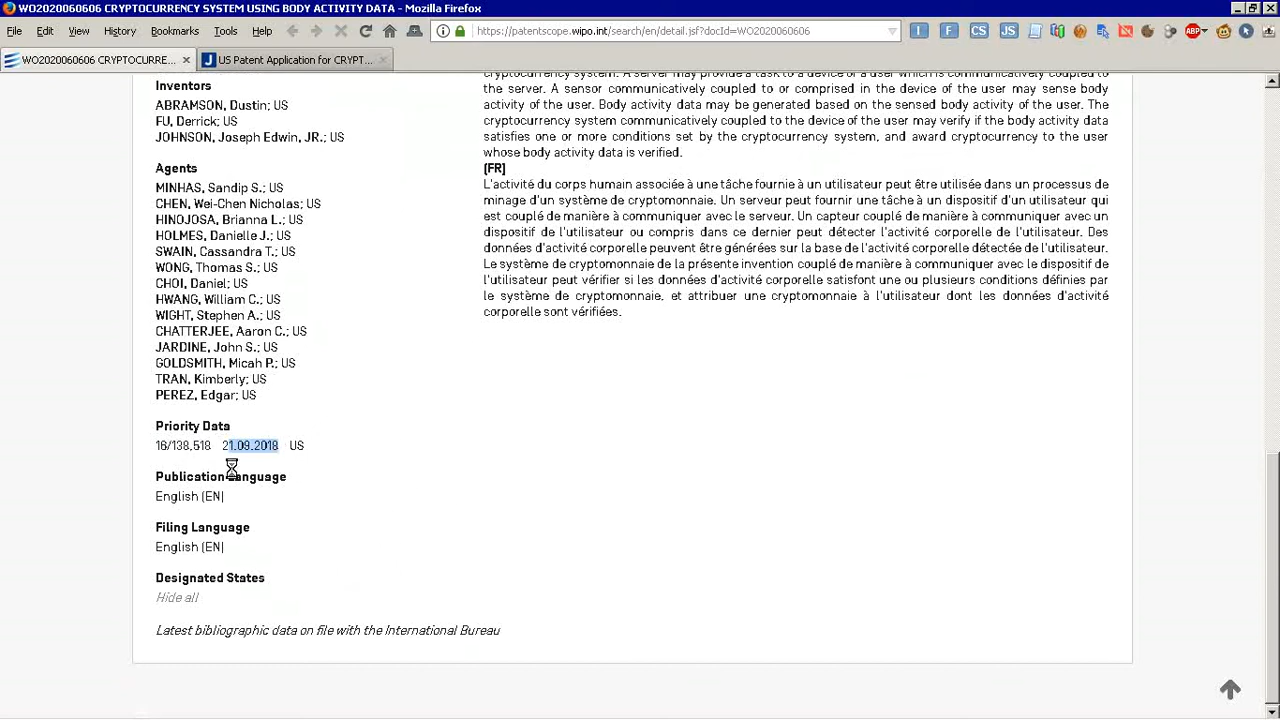 WO2020060606 CRYPTOCURRENCY SYSTEM USING BODY ACTIVITY DATA - Mozilla Firefox
File Edit View History Bookmarks Tools Help
https://patentscope.wipo.int/search/en/detail.jsf?docId=WO2020060606
WO2020060606 CRYPTOCURRE...
US Patent Application for CRYPT...
Inventors
ABRAMSON, Dustin; US
FU, Derrick; US
JOHNSON, Joseph Edwin, JR.; US
Agents
MINHAS, Sandip S.; US
CHEN, Wei-Chen Nicholas; US
HINOJOSA, Brianna L.; US
HOLMES, Danielle J.; US
SWAIN, Cassandra T.; US
WONG, Thomas S.; US
CHOI, Daniel; US
HWANG, William C.; US
WIGHT, Stephen A.; US
CHATTERJEE, Aaron C.; US
JARDINE, John S.; US
GOLDSMITH, Micah P.; US
TRAN, Kimberly; US
PEREZ, Edgar; US
Priority Data
16/138,518 21.09.2018 US
Publication Language
English (EN)
Filing Language
English (EN)
Designated States
Hide all
Latest bibliographic data on file with the International Bureau
cryptocurrency system. A server may provide a task to a device of a user which is communicatively coupled to
the server. A sensor communicatively coupled to or comprised in the device of the user may sense body
activity of the user. Body activity data may be generated based on the sensed body activity of the user. The
cryptocurrency system communicatively coupled to the device of the user may verify if the body activity data
satisfies one or more conditions set by the cryptocurrency system, and award cryptocurrency to the user
whose body activity data is verified.
(FR)
L'activité du corps humain associée à une tâche fournie à un utilisateur peut être utilisée dans un processus de
minage d'un système de cryptomonnaie. Un serveur peut fournir une tâche à un dispositif d'un utilisateur qui
est couplé de manière à communiquer avec le serveur. Un capteur couplé de manière à communiquer avec un
dispositif de l'utilisateur ou compris dans ce dernier peut détecter l'activité corporelle de l'utilisateur. Des
données d'activité corporelle peuvent être générées sur la base de l'activité corporelle détectée de l'utilisateur.
Le système de cryptomonnaie de la présente invention couplé de manière à communiquer avec le dispositif de
l'utilisateur peut vérifier si les données d'activité corporelle satisfont une ou plusieurs conditions définies par
le système de cryptomonnaie, et attribuer une cryptomonnaie à l'utilisateur dont les données d'activité
corporelle sont vérifiées.